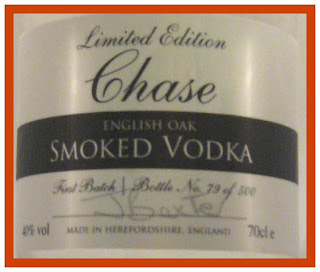 Limited Edition
Chase
ENGLISH OAK
SMOKED VODKA
First Batch | Bottle No. 79 of 500
J Baxter
40% vol MADE IN HEREFORDSHIRE, ENGLAND 70cl e